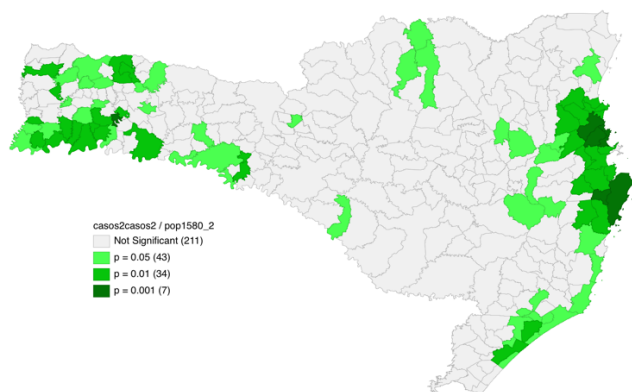 casos2casos2 / pop1580_2
Not Significant (211)
p = 0.05 (43)
p = 0.01 (34)
p = 0.001 (7)